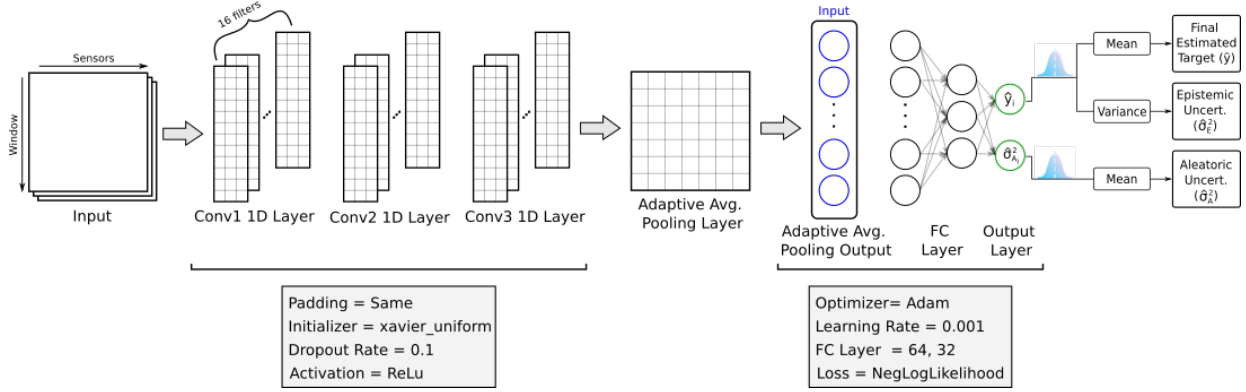 16 filters
Sensors
Window
Input
Conv1 1D Layer
Conv2 1D Layer
Conv3 1D Layer
Adaptive Avg.
Pooling Layer
Input
Adaptive Avg.
Pooling Output
FC
Layer
Output
Layer
ŷi
σ̂²Ai
Mean
Variance
Mean
Final
Estimated
Target (ŷ)
Epistemic
Uncert.
(σ̂²E)
Aleatoric
Uncert.
(σ̂²A)
Padding = Same
Initializer = xavier_uniform
Dropout Rate = 0.1
Activation = ReLu
Optimizer= Adam
Learning Rate = 0.001
FC Layer = 64, 32
Loss = NegLogLikelihood